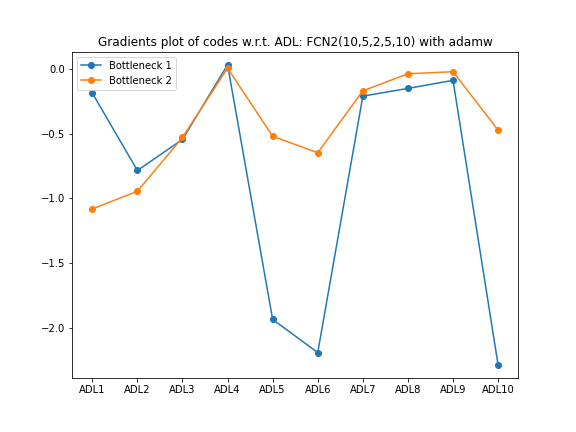 Gradients plot of codes w.r.t. ADL: FCN2(10,5,2,5,10) with adamw
Bottleneck 1
Bottleneck 2
0.0
−0.5
−1.0
−1.5
−2.0
ADL1 ADL2 ADL3 ADL4 ADL5 ADL6 ADL7 ADL8 ADL9 ADL10